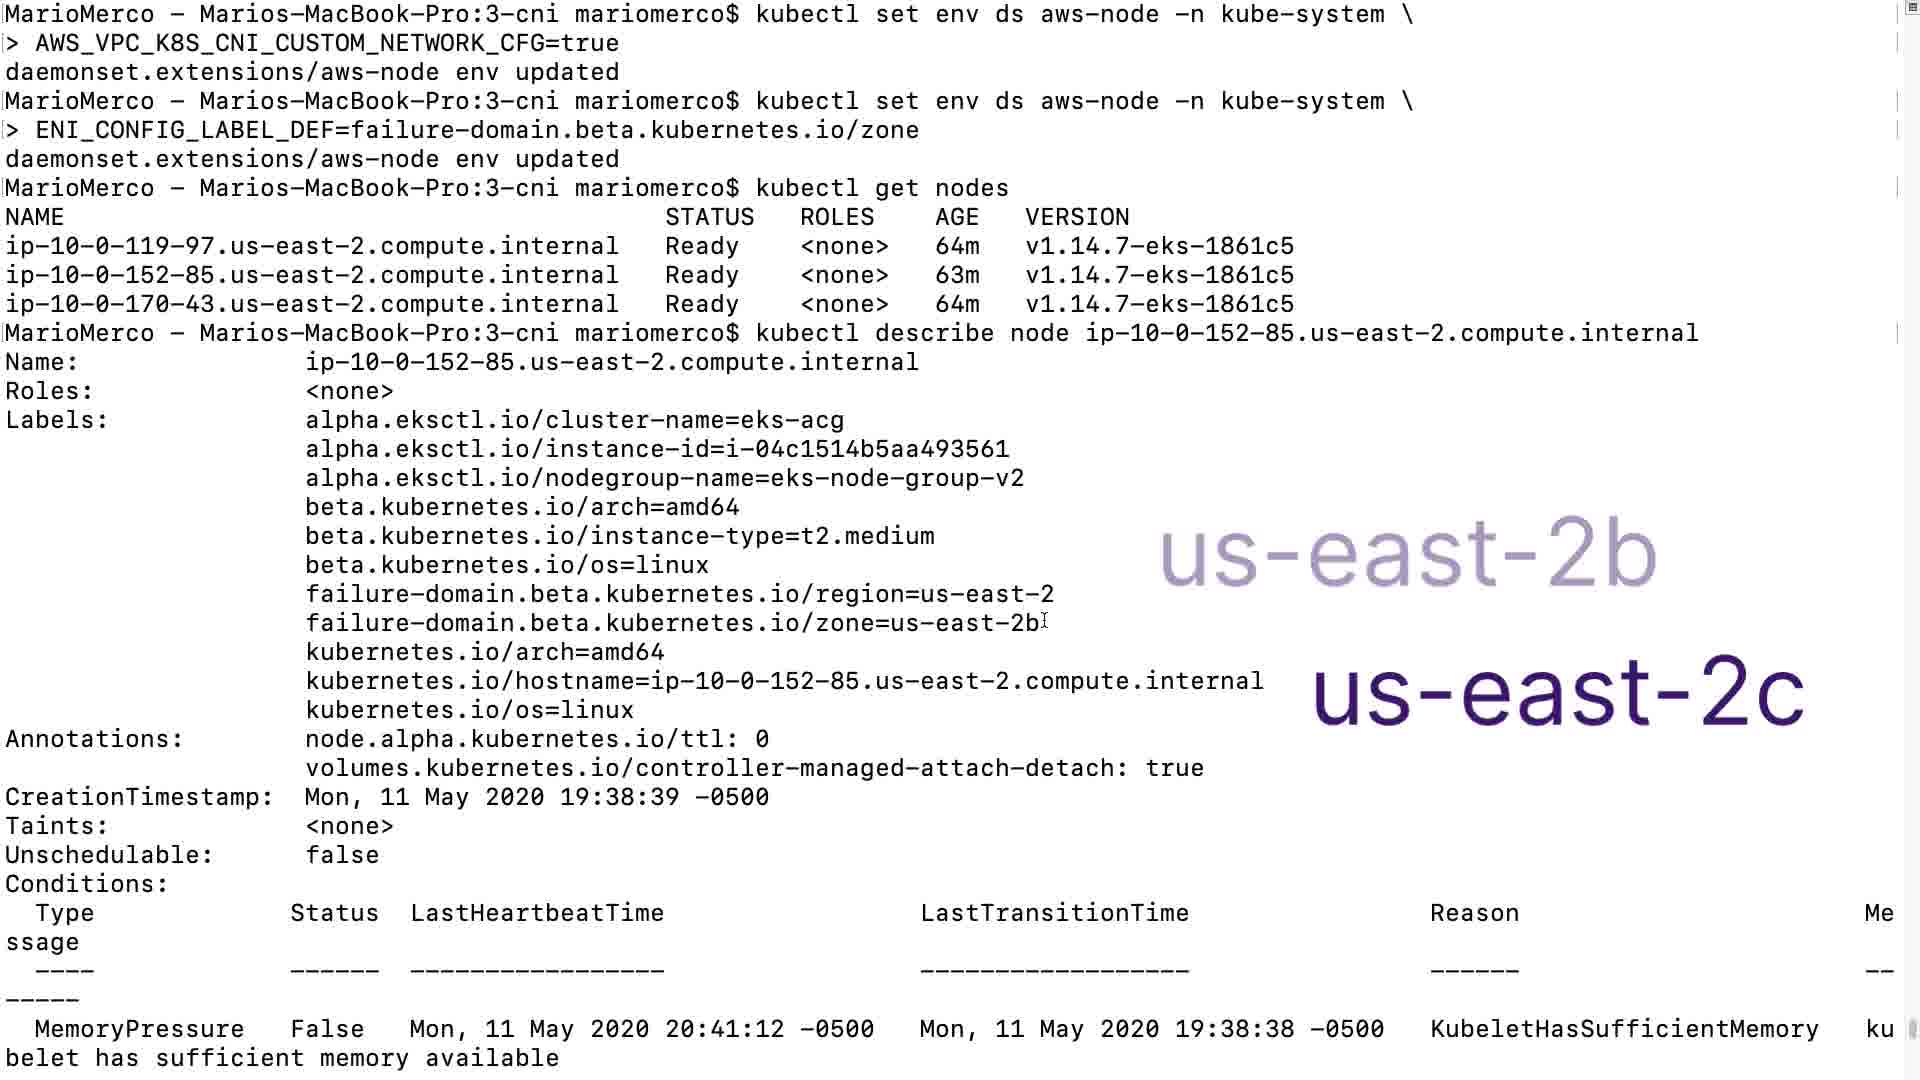 MarioMerco – Marios-MacBook-Pro:3-cni mariomerco$ kubectl set env ds aws-node -n kube-system \
> AWS_VPC_K8S_CNI_CUSTOM_NETWORK_CFG=true
daemonset.extensions/aws-node env updated
MarioMerco – Marios-MacBook-Pro:3-cni mariomerco$ kubectl set env ds aws-node -n kube-system \
> ENI_CONFIG_LABEL_DEF=failure-domain.beta.kubernetes.io/zone
daemonset.extensions/aws-node env updated
MarioMerco – Marios-MacBook-Pro:3-cni mariomerco$ kubectl get nodes
NAME STATUS ROLES AGE VERSION
ip-10-0-119-97.us-east-2.compute.internal Ready <none> 64m v1.14.7-eks-1861c5
ip-10-0-152-85.us-east-2.compute.internal Ready <none> 63m v1.14.7-eks-1861c5
ip-10-0-170-43.us-east-2.compute.internal Ready <none> 64m v1.14.7-eks-1861c5
MarioMerco – Marios-MacBook-Pro:3-cni mariomerco$ kubectl describe node ip-10-0-152-85.us-east-2.compute.internal
Name: ip-10-0-152-85.us-east-2.compute.internal
Roles: <none>
Labels: alpha.eksctl.io/cluster-name=eks-acg
alpha.eksctl.io/instance-id=i-04c1514b5aa493561
alpha.eksctl.io/nodegroup-name=eks-node-group-v2
beta.kubernetes.io/arch=amd64
beta.kubernetes.io/instance-type=t2.medium
beta.kubernetes.io/os=linux
failure-domain.beta.kubernetes.io/region=us-east-2
failure-domain.beta.kubernetes.io/zone=us-east-2b
kubernetes.io/arch=amd64
kubernetes.io/hostname=ip-10-0-152-85.us-east-2.compute.internal
kubernetes.io/os=linux
us-east-2b
us-east-2c
Annotations: node.alpha.kubernetes.io/ttl: 0
volumes.kubernetes.io/controller-managed-attach-detach: true
CreationTimestamp: Mon, 11 May 2020 19:38:39 -0500
Taints: <none>
Unschedulable: false
Conditions:
Type Status LastHeartbeatTime LastTransitionTime Reason Me
ssage
---- ------ ----------------- ------------------ ------ --
-----
MemoryPressure False Mon, 11 May 2020 20:41:12 -0500 Mon, 11 May 2020 19:38:38 -0500 KubeletHasSufficientMemory ku
belet has sufficient memory available